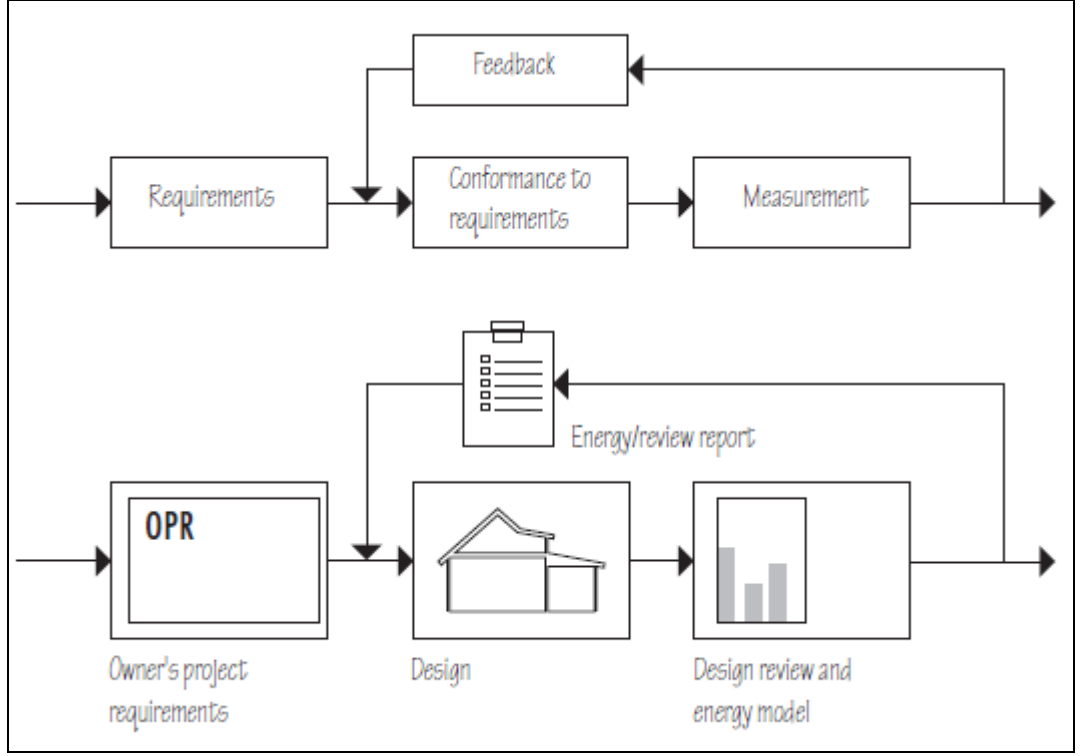 Feedback
Requirements
Conformance to
requirements
Measurement
Energy/review report
OPR
Owner's project
requirements
Design
Design review and
energy model